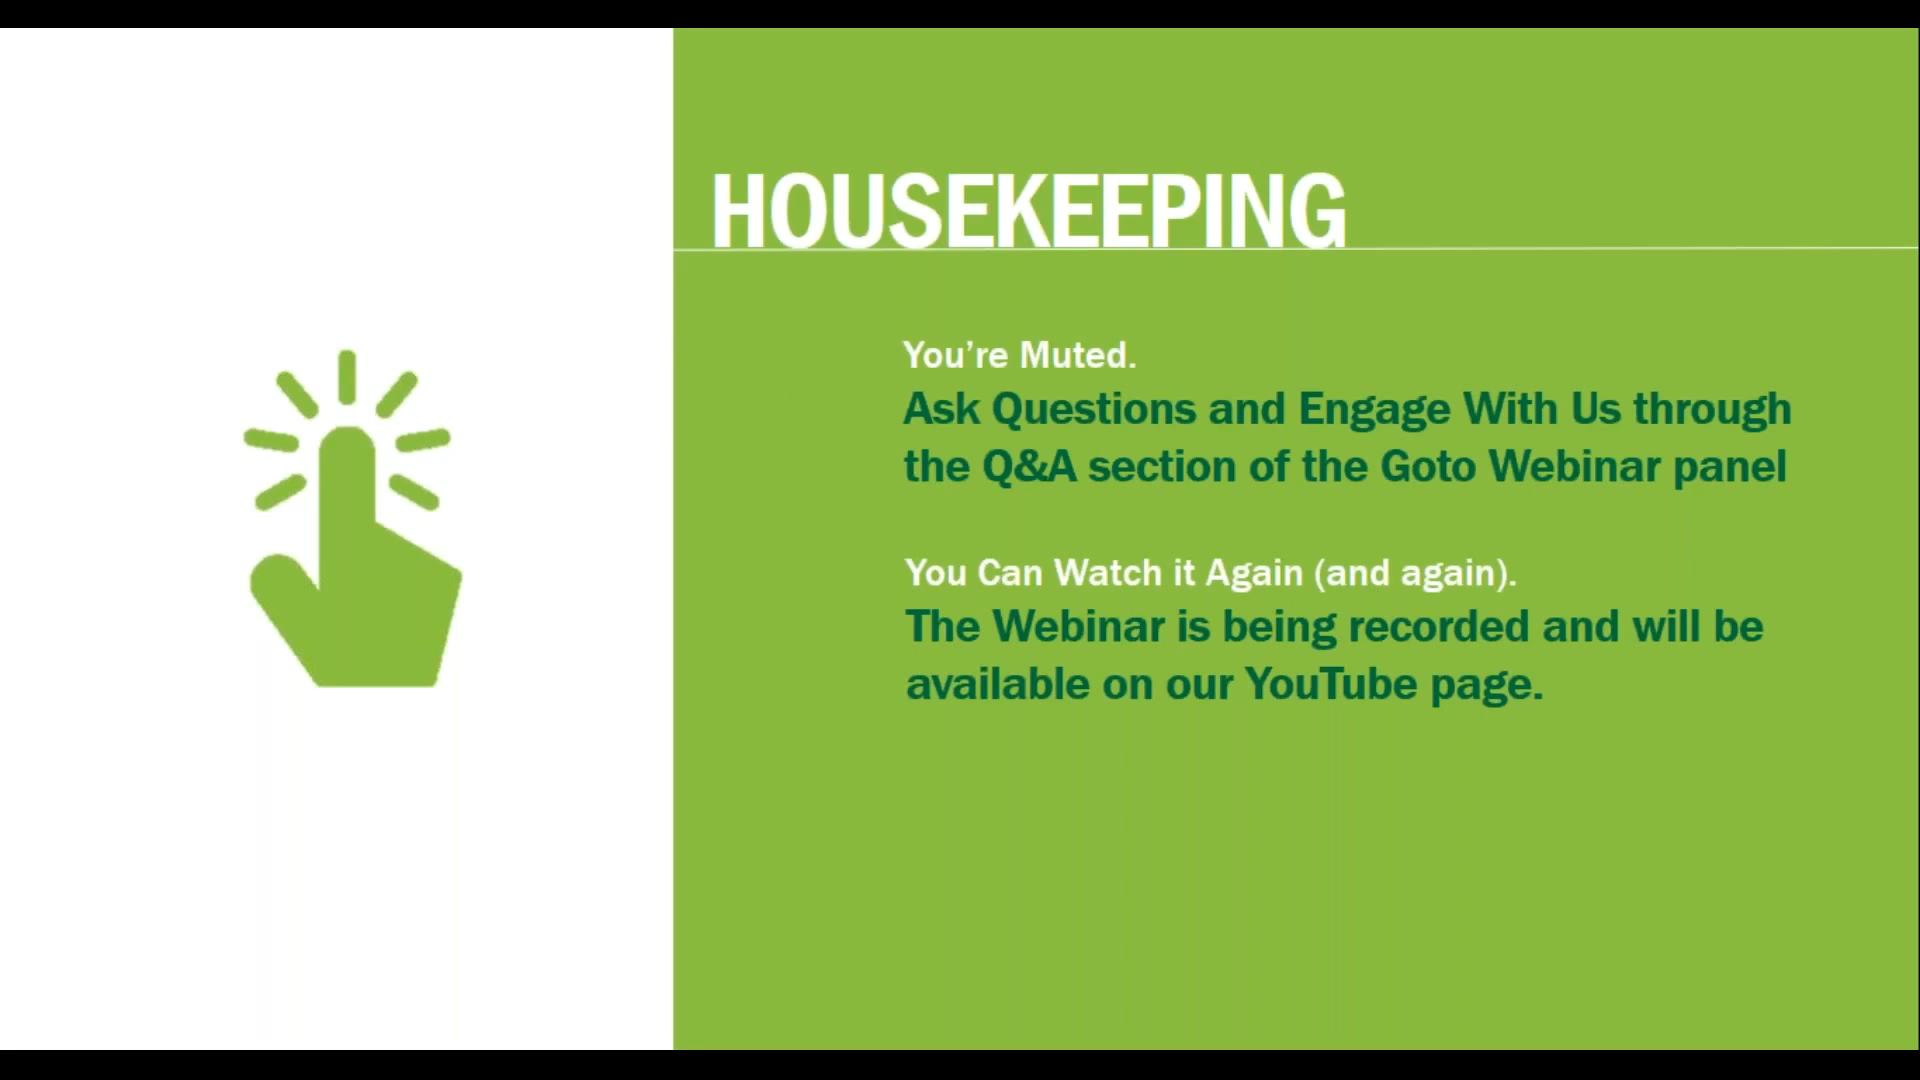 HOUSEKEEPING
You’re Muted.
Ask Questions and Engage With Us through
the Q&A section of the Goto Webinar panel
You Can Watch it Again (and again).
The Webinar is being recorded and will be
available on our YouTube page.